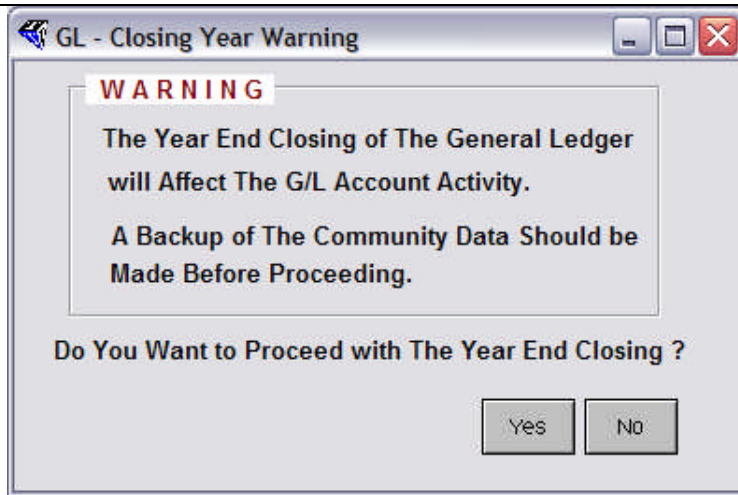 GL - Closing Year Warning
WARNING
The Year End Closing of The General Ledger
will Affect The G/L Account Activity.
A Backup of The Community Data Should be
Made Before Proceeding.
Do You Want to Proceed with The Year End Closing ?
Yes No